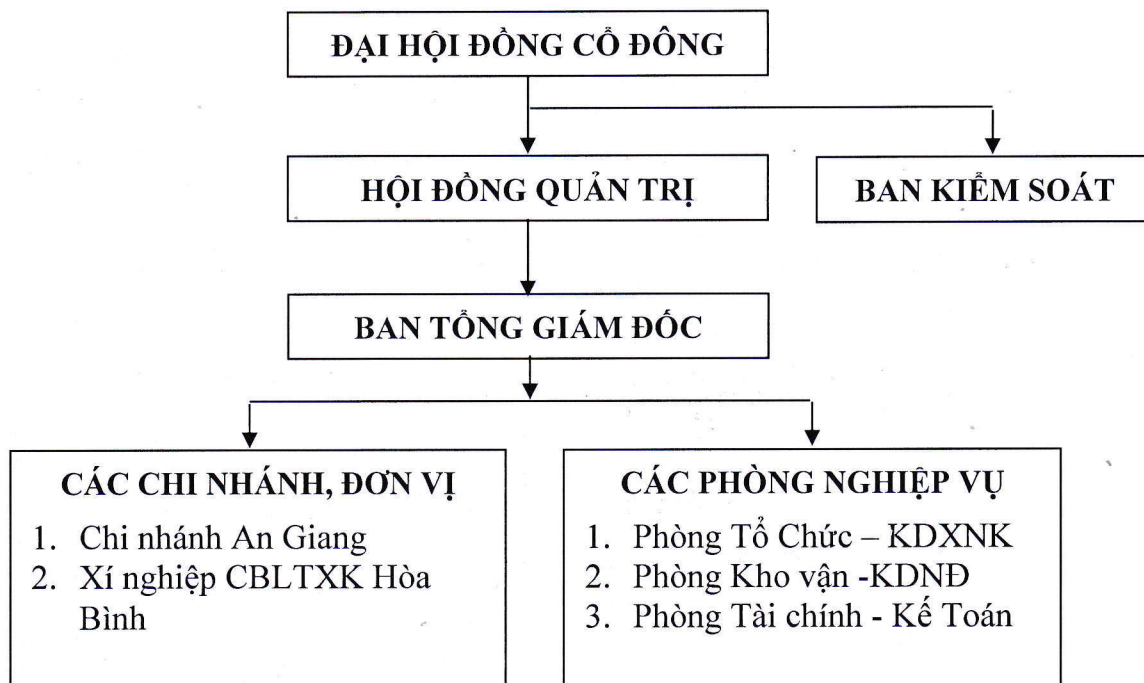 ĐẠI HỘI ĐỒNG CỔ ĐÔNG
HỘI ĐỒNG QUẢN TRỊ
BAN KIỂM SOÁT
BAN TỔNG GIÁM ĐỐC
CÁC CHI NHÁNH, ĐƠN VỊ
1. Chi nhánh An Giang
2. Xí nghiệp CBLTXK Hòa
Bình
CÁC PHÒNG NGHIỆP VỤ
1. Phòng Tổ Chức – KDXNK
2. Phòng Kho vận -KDNĐ
3. Phòng Tài chính - Kế Toán